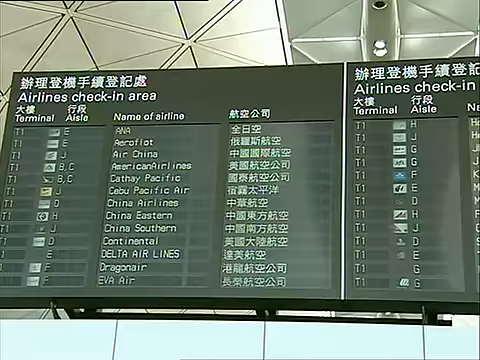 辦理登機手續登記處
Airlines check-in area
大樓 行段 航空公司
Terminal Aisle Name of airline
T1 E ANA 全日空
T1 E Aeroflot 俄羅斯航空
T1 J Air China 中國國際航空
T1 B,C AmericanAirlines 美國航空公司
T1 B,C Cathay Pacific 國泰航空公司
T1 J Cebu Pacific Air 宿霧太平洋
T1 D China Airlines 中華航空
T1 H China Eastern 中國東方航空
T1 J China Southern 中國南方航空
T1 D Continental 美國大陸航空
T1 E DELTA AIR LINES 達美航空
T1 F Dragonair 港龍航空公司
T1 G EVA Air 長榮航空公司
辦理登機手續登記
Airlines check-in
大樓 行段
Terminal Aisle
T1 H
T1 J
T1 G
T1 J
T1 F
T1 E
T1 D
T1 H
T1 J
T1 D
T1 E
T1 G
T1 G